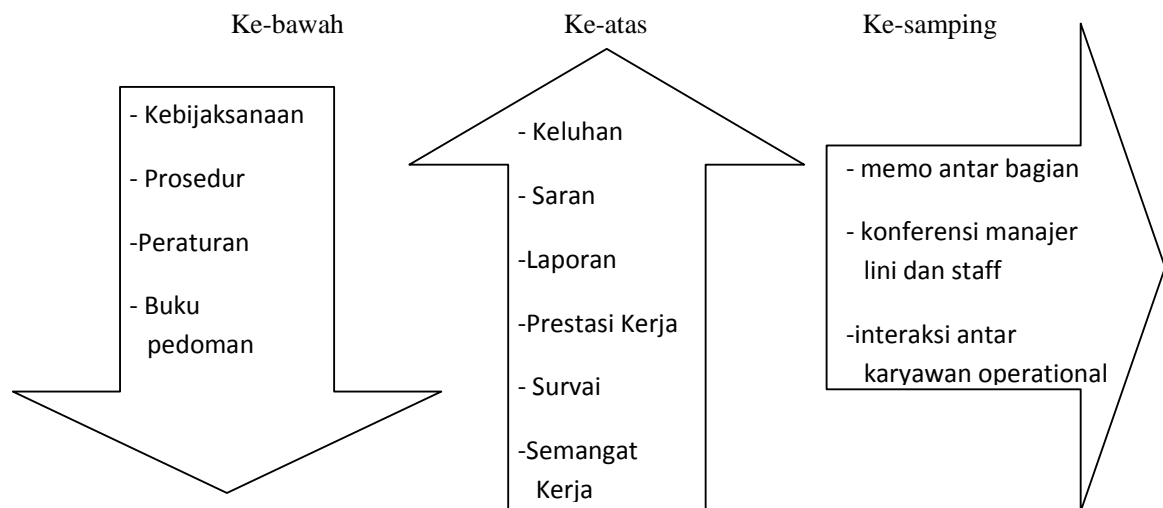 Ke-bawah
Ke-atas
Ke-samping
- Kebijaksanaan
- Prosedur
-Peraturan
- Buku
pedoman
- Keluhan
- Saran
-Laporan
-Prestasi Kerja
- Survai
-Semangat
Kerja
- memo antar bagian
- konferensi manajer
lini dan staff
-interaksi antar
karyawan operational